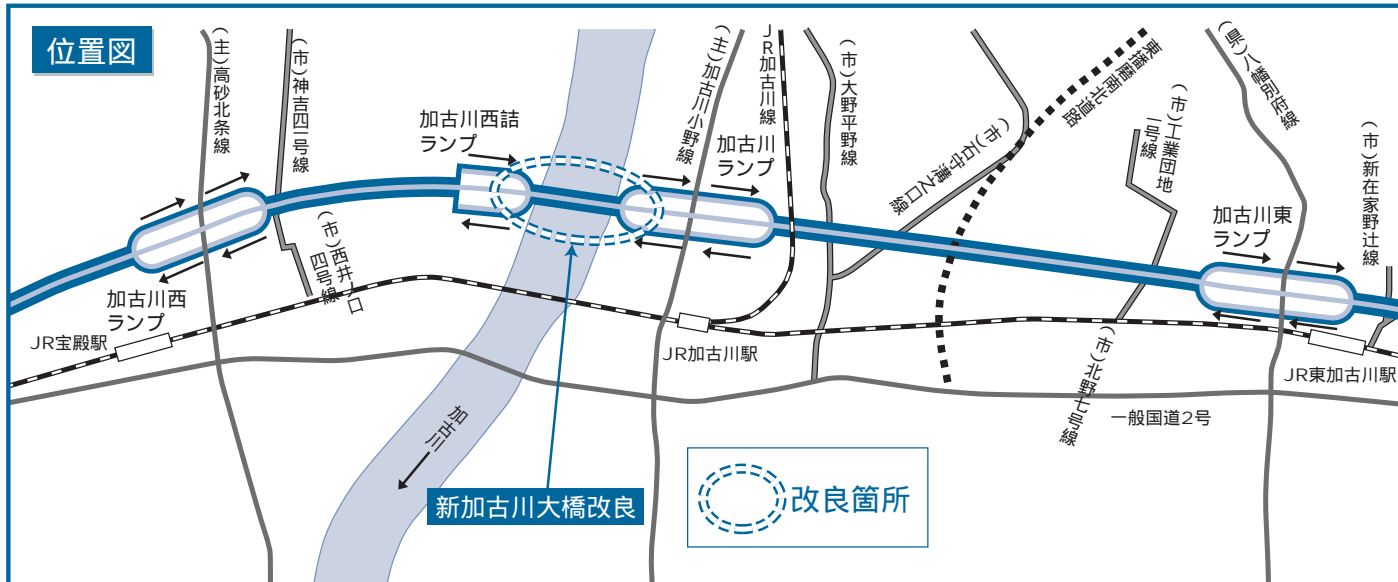 位置図
(主)高砂北条線
(市)神吉四一号線
加古川西詰
ランプ
(主)加古川小野線
JR加古川線
加古川
ランプ
(市)大野平野線
(市)石守溝之口線
東播磨南北道路
(市)工業団地
一号線
(県)八幡別府線
(市)新在家野辻線
加古川東
ランプ
(市)西井ノ口
四号線
加古川西
ランプ
JR宝殿駅
JR加古川駅
(市)北野七号線
JR東加古川駅
一般国道2号
加古川
新加古川大橋改良
改良箇所